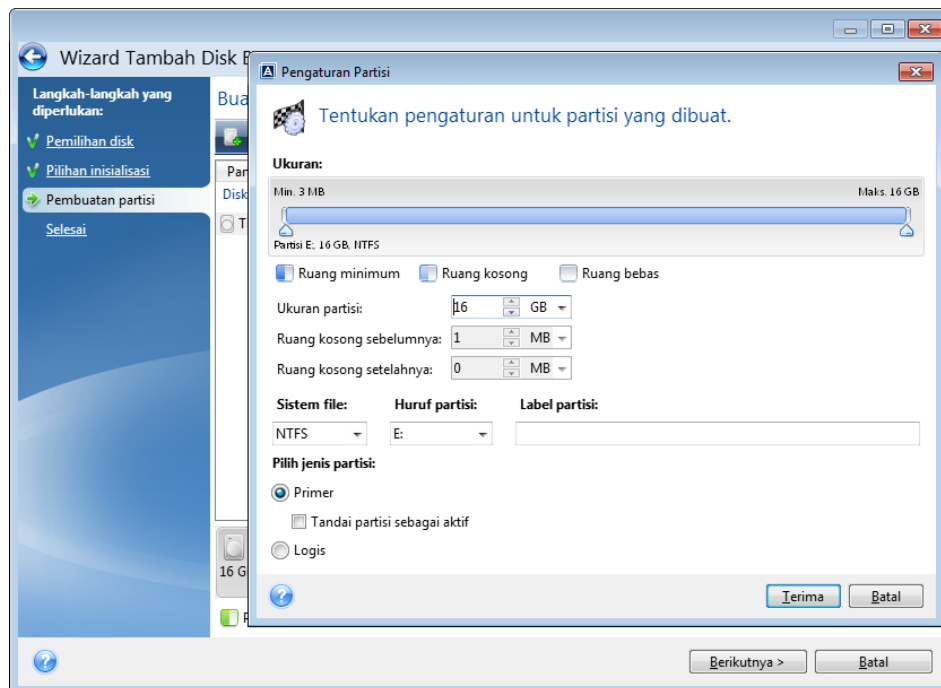 Wizard Tambah Disk
Langkah-langkah yang
diperlukan:
Pemilihan disk
Pilihan inisialisasi
Pembuatan partisi
Selesai
Disk
16 G
Pengaturan Partisi
Tentukan pengaturan untuk partisi yang dibuat.
Ukuran:
Min. 3 MB Maks. 16 GB
Partisi E:, 16 GB, NTFS
Ruang minimum Ruang kosong Ruang bebas
Ukuran partisi: 16 GB
Ruang kosong sebelumnya: 1 MB
Ruang kosong setelahnya: 0 MB
Sistem file: Huruf partisi: Label partisi:
NTFS E:
Pilih jenis partisi:
Primer
Tandai partisi sebagai aktif
Logis
Terima Batal
Berikutnya > Batal